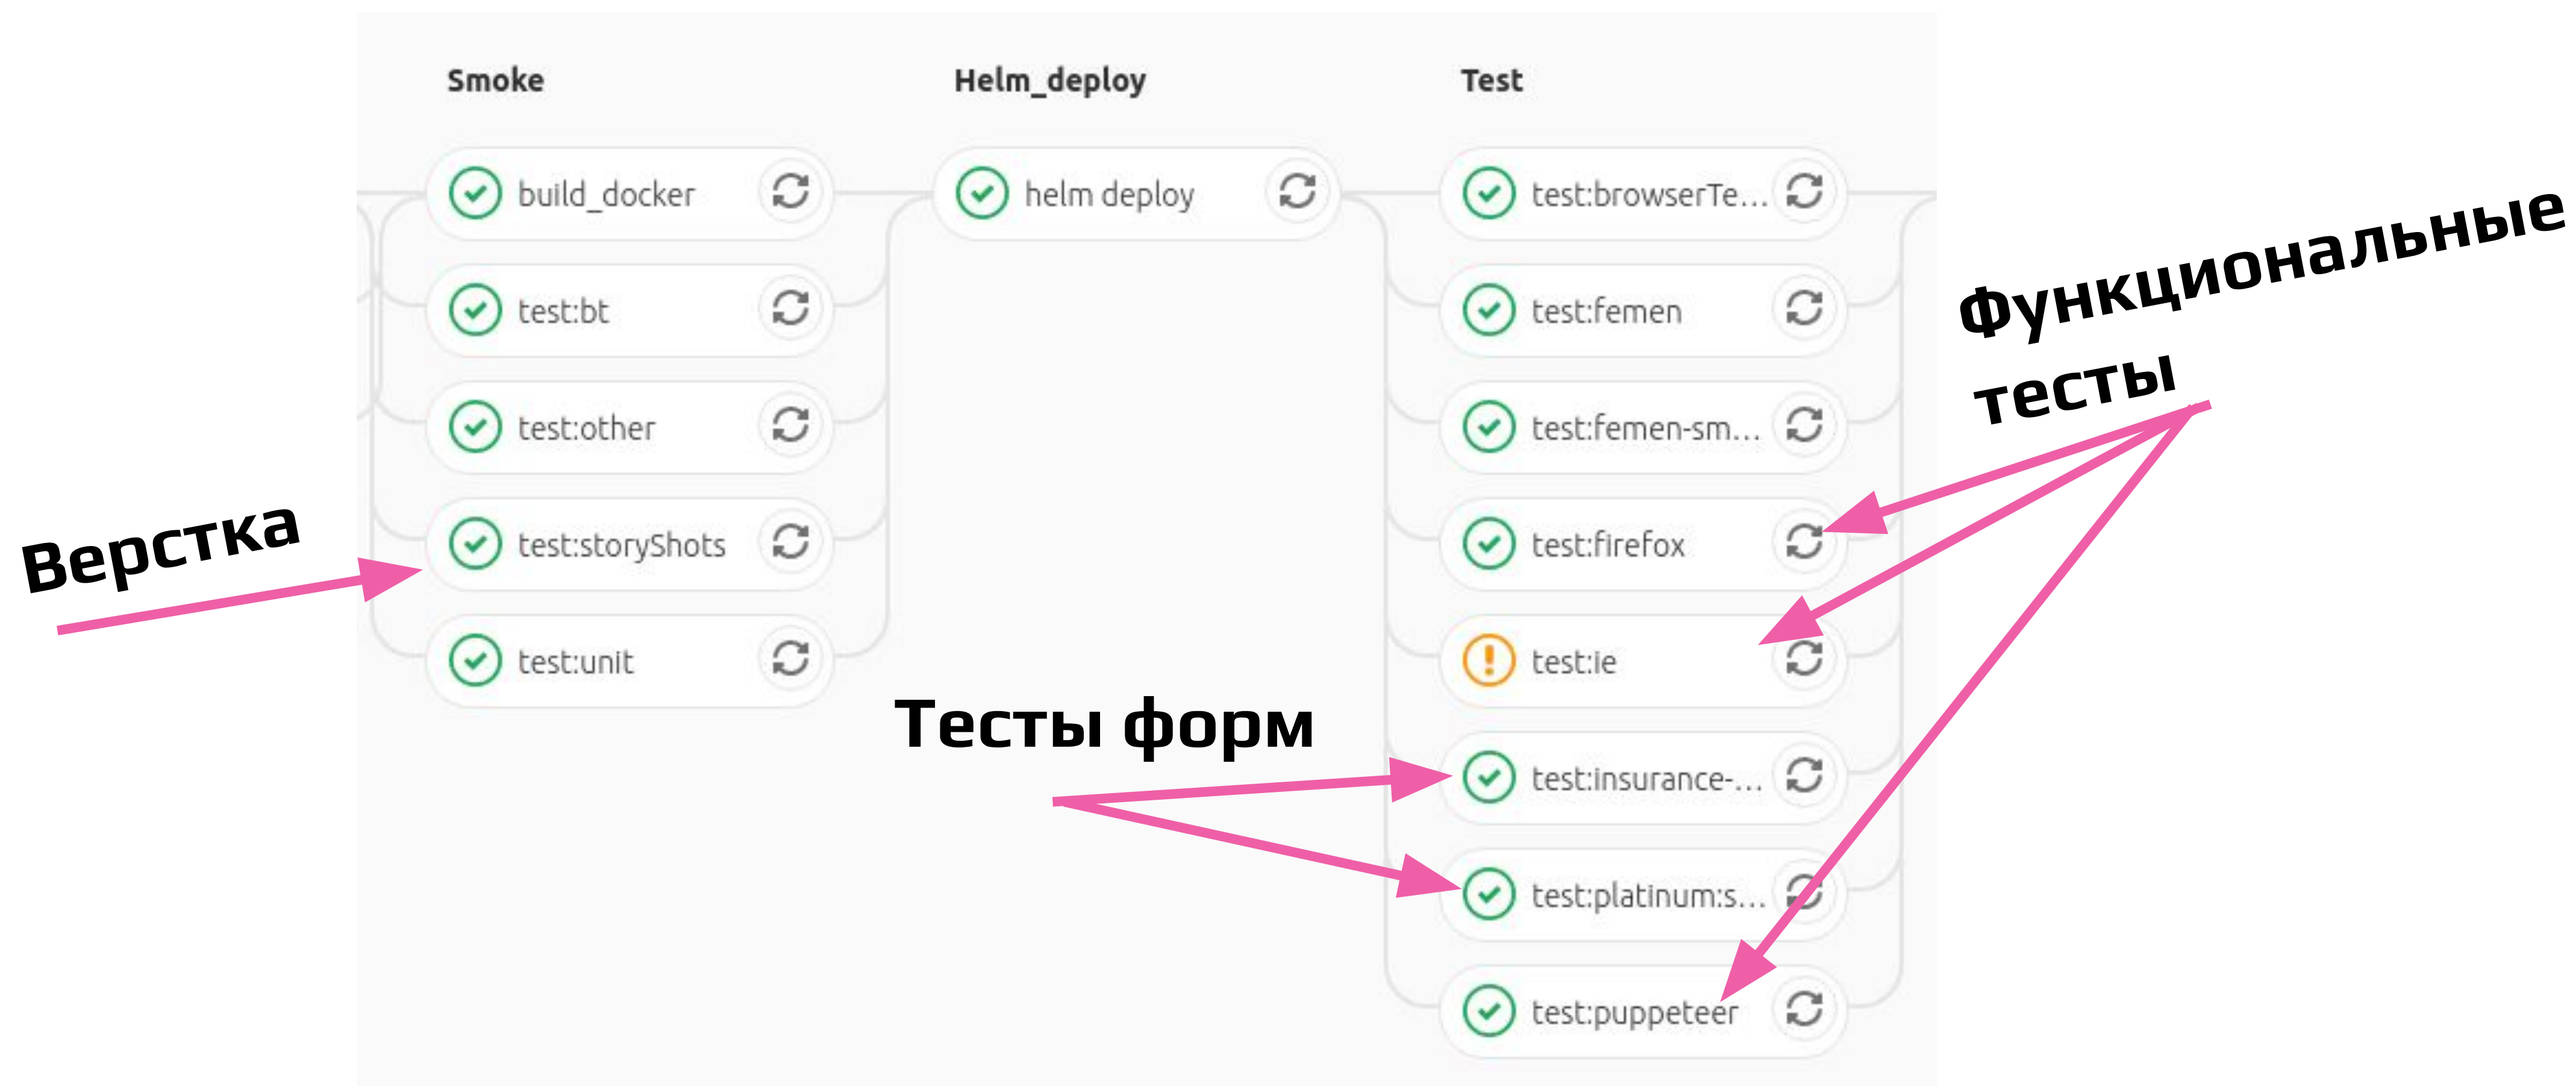 Smoke
Helm_deploy
Test
build_docker
test:bt
test:other
test:storyShots
test:unit
helm deploy
test:browserTe...
test:femen
test:femen-sm...
test:firefox
test:ie
test:insurance-...
test:platinum:s...
test:puppeteer
Верстка
Тесты форм
Функциональные
тесты